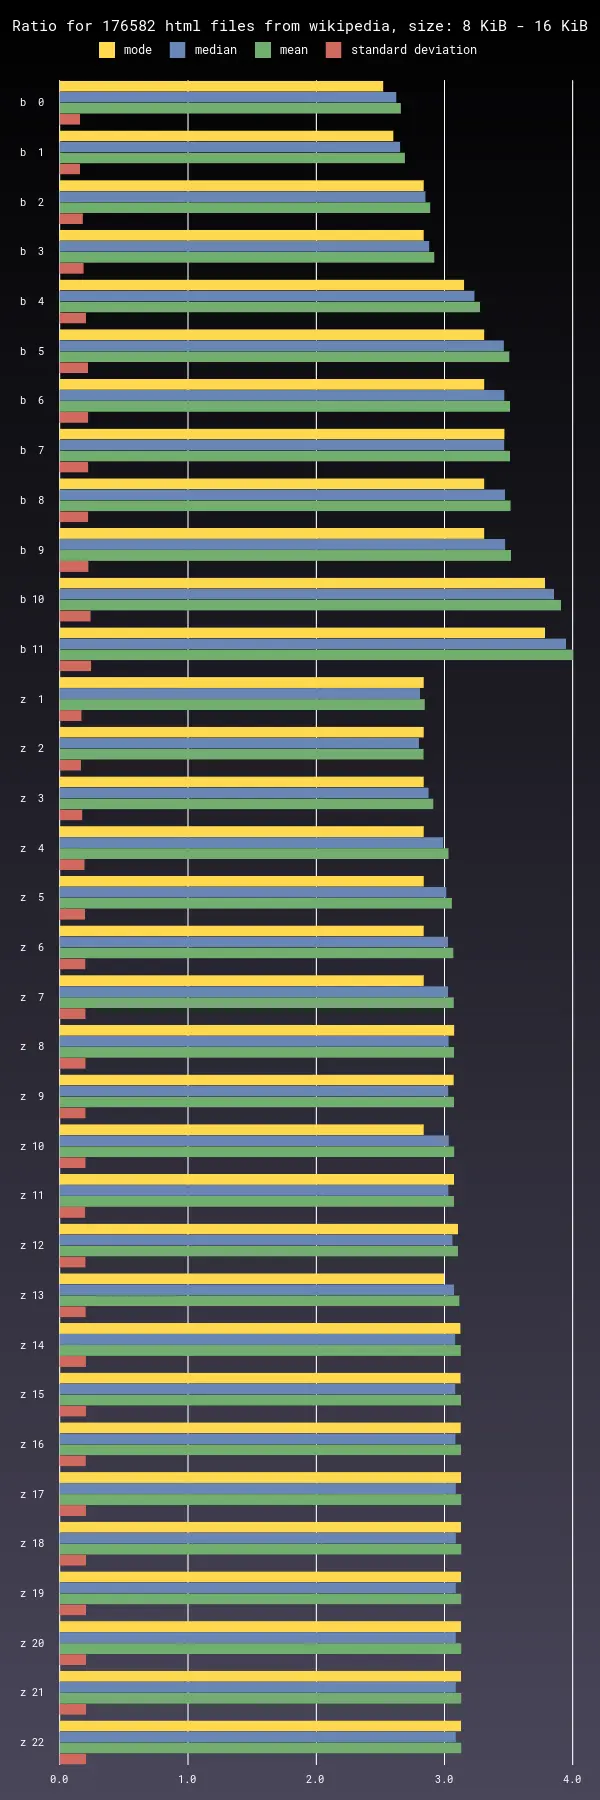 Ratio for 176582 html files from wikipedia, size: 8 KiB - 16 KiB
mode median mean standard deviation
b 0
b 1
b 2
b 3
b 4
b 5
b 6
b 7
b 8
b 9
b 10
b 11
z 1
z 2
z 3
z 4
z 5
z 6
z 7
z 8
z 9
z 10
z 11
z 12
z 13
z 14
z 15
z 16
z 17
z 18
z 19
z 20
z 21
z 22
0.0 1.0 2.0 3.0 4.0